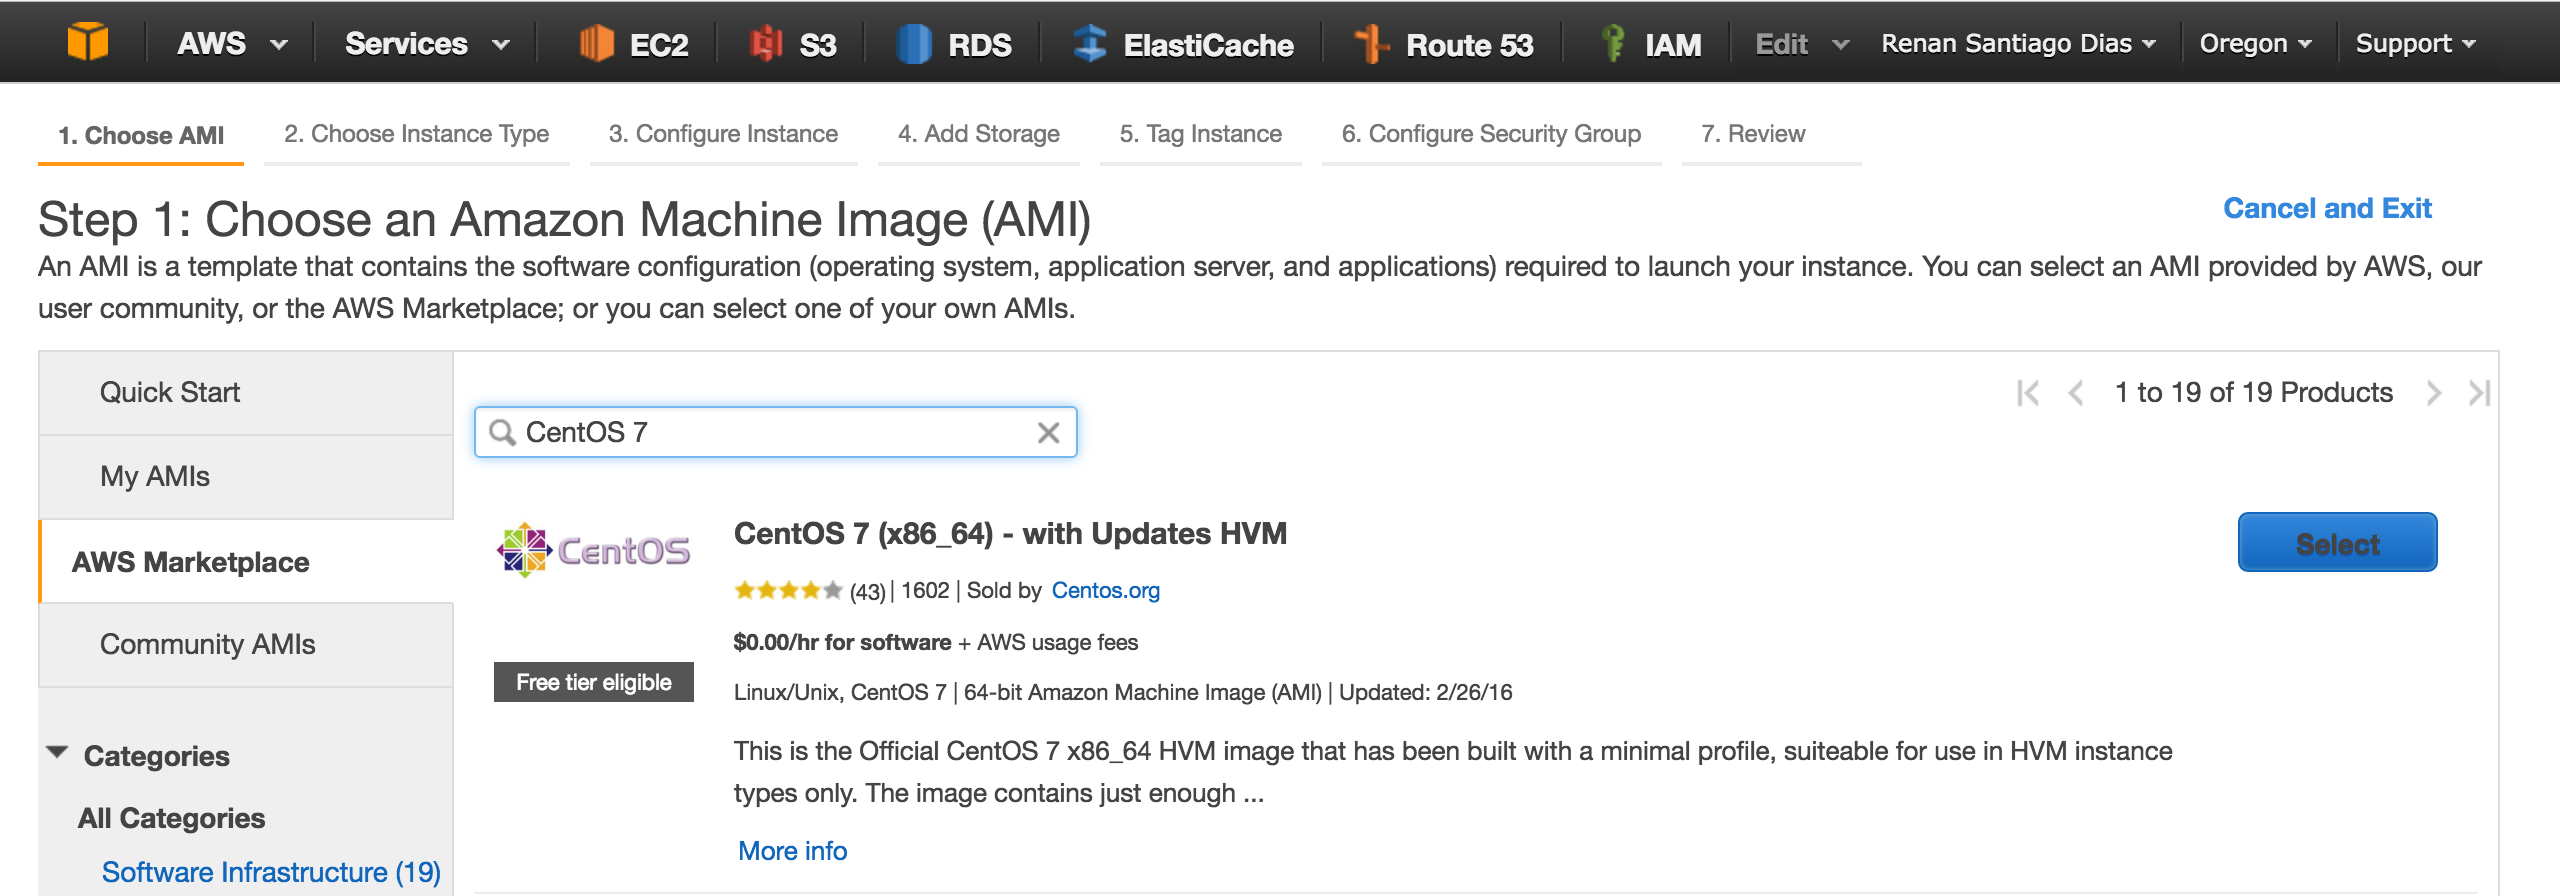 AWS Services EC2 S3 RDS ElastiCache Route 53 IAM Edit Renan Santiago Dias Oregon Support
1. Choose AMI 2. Choose Instance Type 3. Configure Instance 4. Add Storage 5. Tag Instance 6. Configure Security Group 7. Review
Step 1: Choose an Amazon Machine Image (AMI)
Cancel and Exit
An AMI is a template that contains the software configuration (operating system, application server, and applications) required to launch your instance. You can select an AMI provided by AWS, our
user community, or the AWS Marketplace; or you can select one of your own AMIs.
Quick Start
My AMIs
AWS Marketplace
Community AMIs
Categories
All Categories
Software Infrastructure (19)
1 to 19 of 19 Products
CentOS 7
CentOS
Free tier eligible
CentOS 7 (x86_64) - with Updates HVM
(43) | 1602 | Sold by Centos.org
$0.00/hr for software + AWS usage fees
Linux/Unix, CentOS 7 | 64-bit Amazon Machine Image (AMI) | Updated: 2/26/16
This is the Official CentOS 7 x86_64 HVM image that has been built with a minimal profile, suiteable for use in HVM instance
types only. The image contains just enough ...
More info
Select